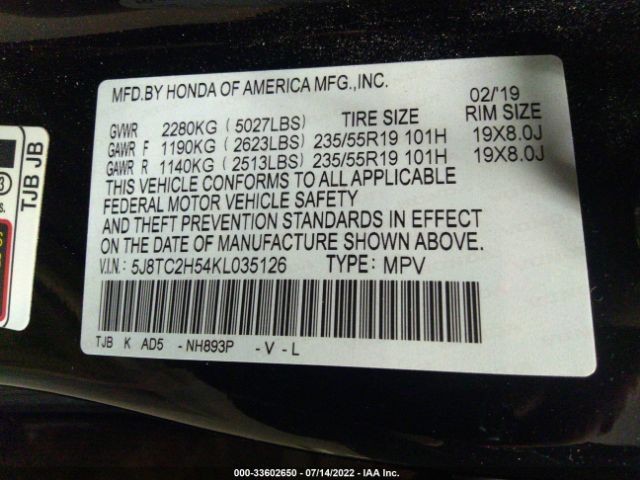 MFD.BY HONDA OF AMERICA MFG.,INC. 02/'19
GVWR 2280KG (5027LBS) TIRE SIZE RIM SIZE
GAWR F 1190KG (2623LBS) 235/55R19 101H 19X8.0J
GAWR R 1140KG (2513LBS) 235/55R19 101H 19X8.0J
THIS VEHICLE CONFORMS TO ALL APPLICABLE
FEDERAL MOTOR VEHICLE SAFETY
AND THEFT PREVENTION STANDARDS IN EFFECT
ON THE DATE OF MANUFACTURE SHOWN ABOVE.
V.I.N.: 5J8TC2H54KL035126 TYPE: MPV
TJB K AD5 -NH893P -V-L
TJB JB
000-33602650 - 07/14/2022 - IAA Inc.